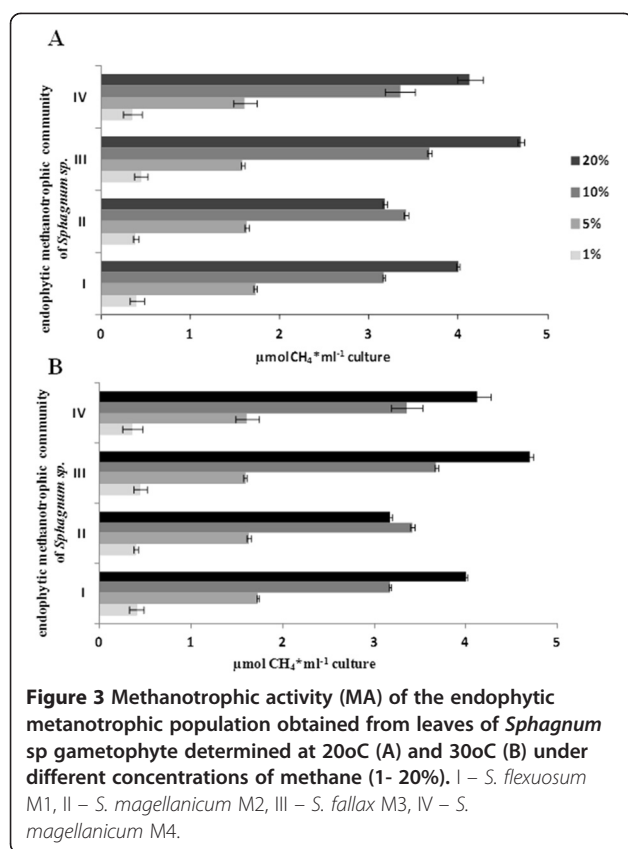 A
endophytic methanotrophic community
of Sphagnum sp.
IV
III
II
I
20%
10%
5%
1%
0 1 2 3 4 5
µmol CH₄*ml⁻¹ culture
B
endophytic methanotrophic community
of Sphagnum sp.
IV
III
II
I
0 1 2 3 4 5
µmol CH₄*ml⁻¹ culture
Figure 3 Methanotrophic activity (MA) of the endophytic
metanotrophic population obtained from leaves of Sphagnum
sp gametophyte determined at 20oC (A) and 30oC (B) under
different concentrations of methane (1- 20%). I – S. flexuosum
M1, II – S. magellanicum M2, III – S. fallax M3, IV – S.
magellanicum M4.